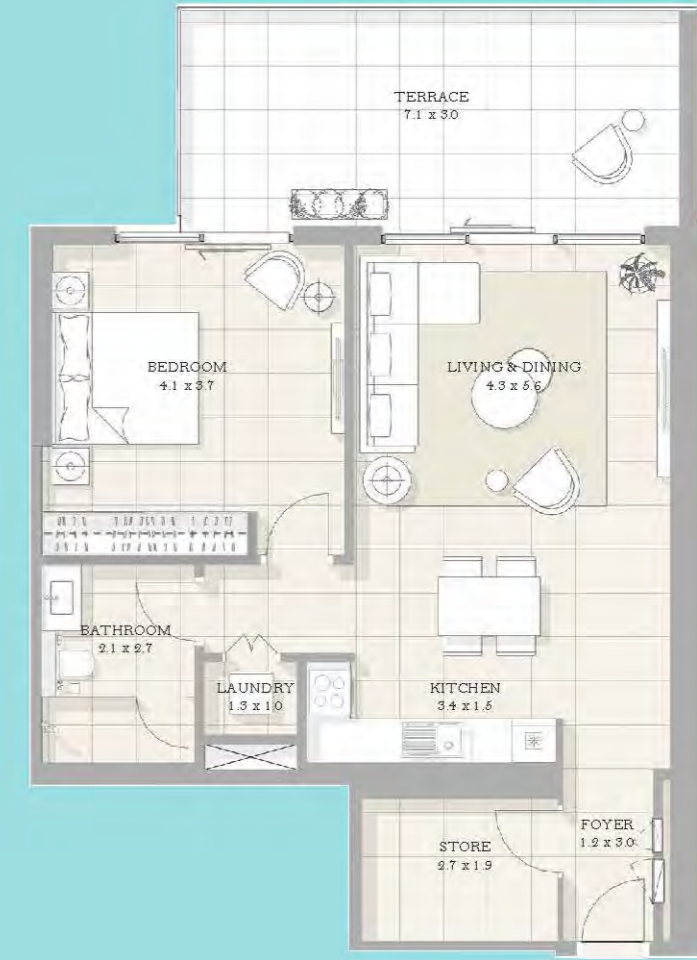 TERRACE
7.1 x 3.0
BEDROOM
4.1 x 3.7
LIVING & DINING
4.3 x 5.6
BATHROOM
2.1 x 2.7
LAUNDRY
1.3 x 1.0
KITCHEN
3.4 x 1.5
STORE
2.7 x 1.9
FOYER
1.2 x 3.0